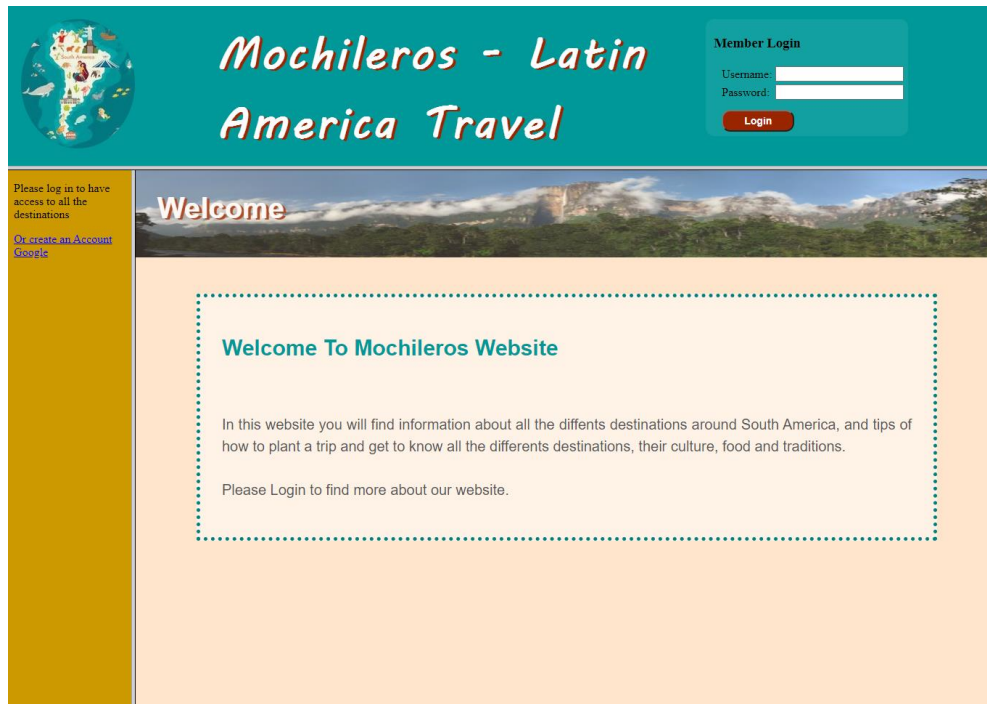 South America
Mochileros - Latin
America Travel
Member Login
Username:
Password:
Login
Please log in to have
access to all the
destinations
Or create an Account
Google
Welcome
Welcome To Mochileros Website
In this website you will find information about all the diffents destinations around South America, and tips of
how to plant a trip and get to know all the differents destinations, their culture, food and traditions.
Please Login to find more about our website.